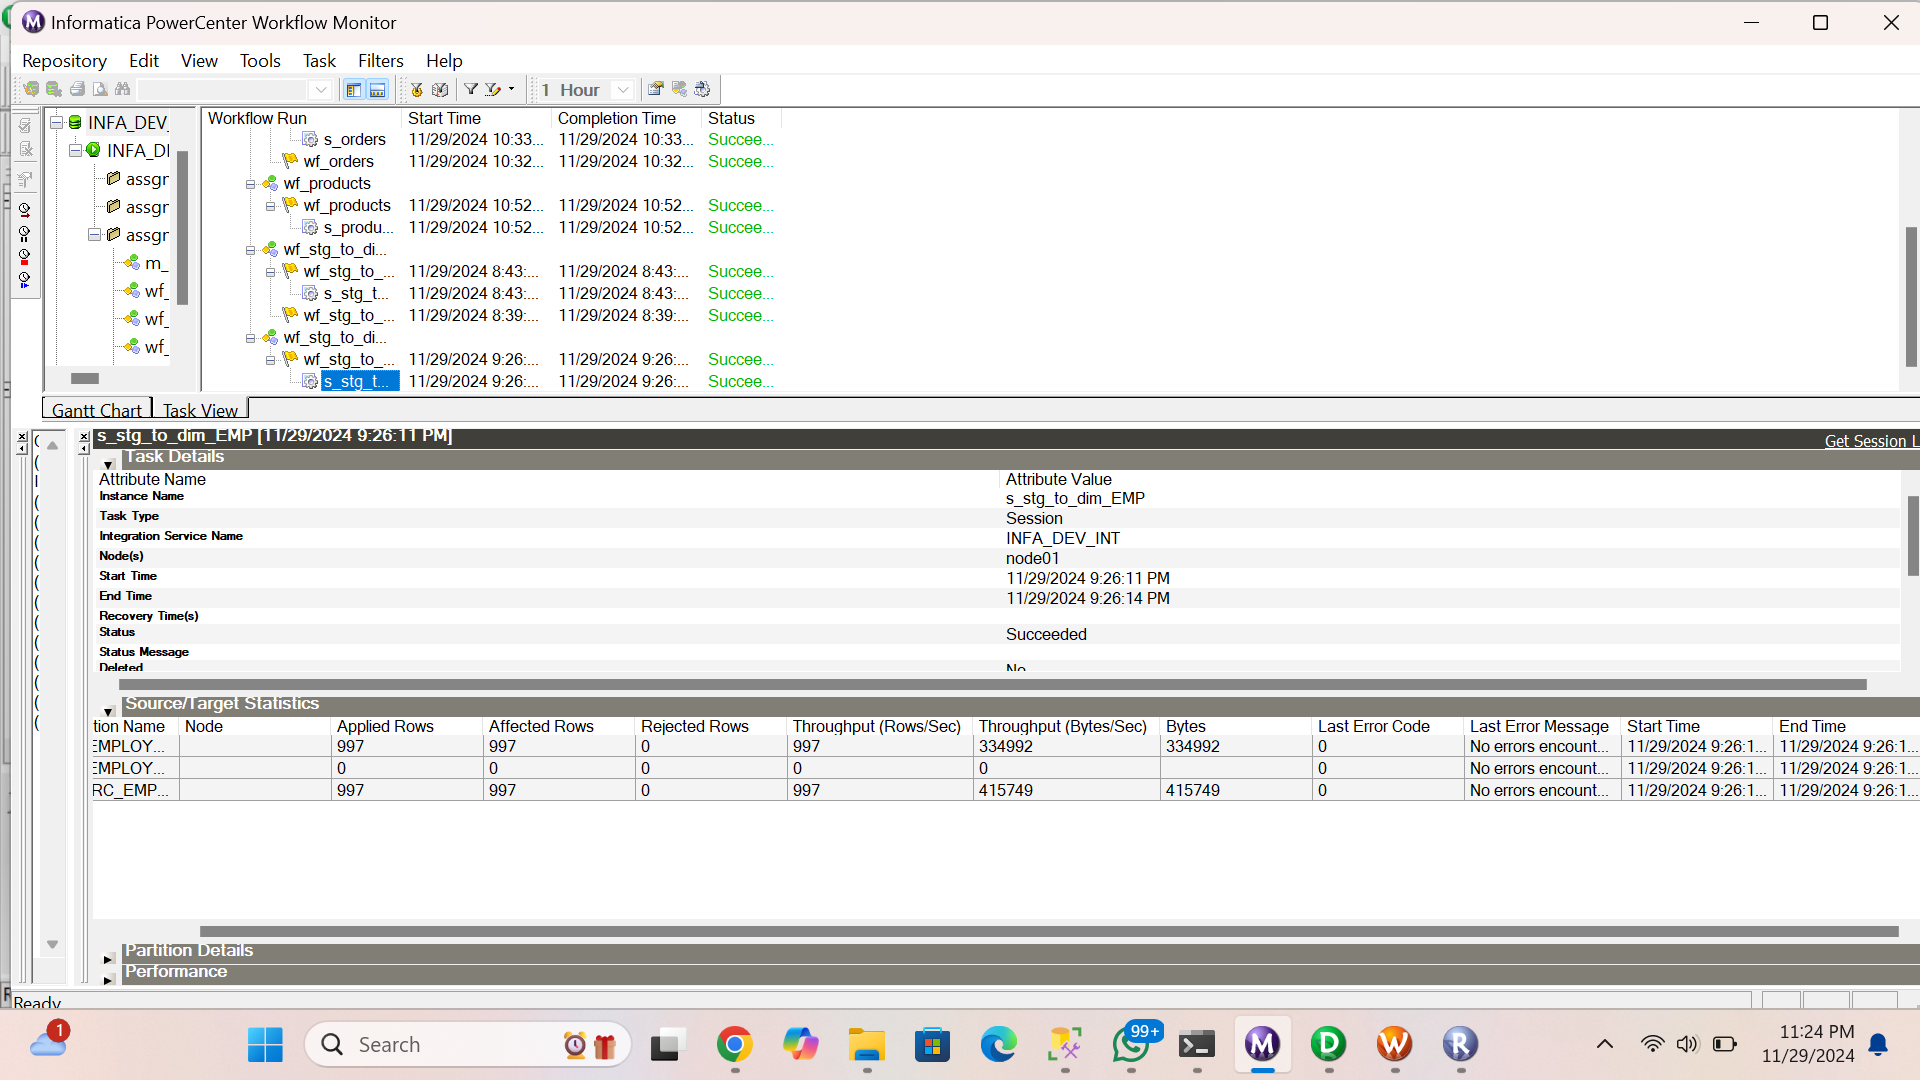 Informatica PowerCenter Workflow Monitor
Repository Edit View Tools Task Filters Help
1 Hour
INFA_DEV_
INFA_DI
assgr
assgr
assgr
m_
wf_
wf_
wf_
Workflow Run Start Time Completion Time Status
s_orders 11/29/2024 10:33... 11/29/2024 10:33... Succee...
wf_orders 11/29/2024 10:32... 11/29/2024 10:32... Succee...
wf_products
wf_products 11/29/2024 10:52... 11/29/2024 10:52... Succee...
s_produ... 11/29/2024 10:52... 11/29/2024 10:52... Succee...
wf_stg_to_di...
wf_stg_to_... 11/29/2024 8:43:... 11/29/2024 8:43:... Succee...
s_stg_t... 11/29/2024 8:43:... 11/29/2024 8:43:... Succee...
wf_stg_to_... 11/29/2024 8:39:... 11/29/2024 8:39:... Succee...
wf_stg_to_di...
wf_stg_to_... 11/29/2024 9:26:... 11/29/2024 9:26:... Succee...
s_stg_t... 11/29/2024 9:26:... 11/29/2024 9:26:... Succee...
Gantt Chart Task View
s_stg_to_dim_EMP [11/29/2024 9:26:11 PM]
Get Session L
Task Details
Attribute Name Attribute Value
Instance Name s_stg_to_dim_EMP
Task Type Session
Integration Service Name INFA_DEV_INT
Node(s) node01
Start Time 11/29/2024 9:26:11 PM
End Time 11/29/2024 9:26:14 PM
Recovery Time(s)
Status Succeeded
Status Message
Deleted No
Source/Target Statistics
tion Name Node Applied Rows Affected Rows Rejected Rows Throughput (Rows/Sec) Throughput (Bytes/Sec) Bytes Last Error Code Last Error Message Start Time End Time
EMPLOY... 997 997 0 997 334992 334992 0 No errors encount... 11/29/2024 9:26:1... 11/29/2024 9:26:1...
EMPLOY... 0 0 0 0 0 0 No errors encount... 11/29/2024 9:26:1... 11/29/2024 9:26:1...
RC_EMP... 997 997 0 997 415749 415749 0 No errors encount... 11/29/2024 9:26:1... 11/29/2024 9:26:1...
Partition Details
Performance
Ready
1
Search
99+
M
D
W
R
11:24 PM
11/29/2024